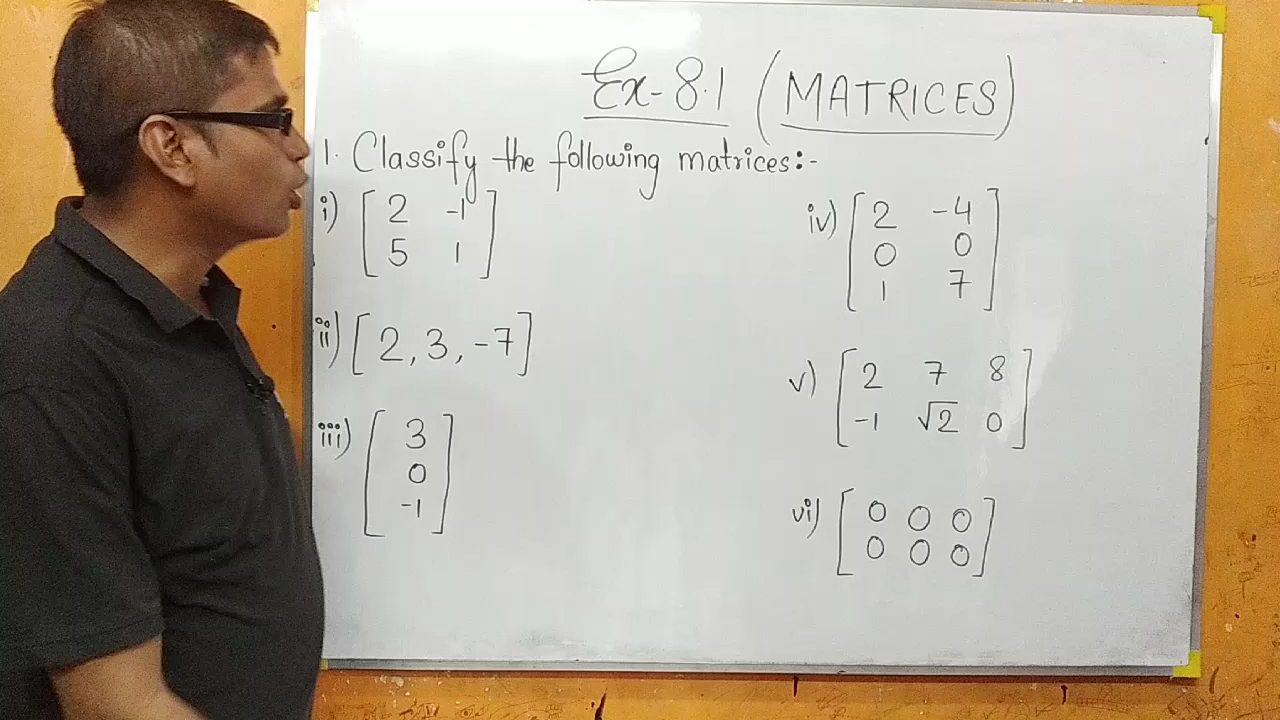 Ex-8.1 (MATRICES)
1. Classify the following matrices:-
i) [2 -1
5 1]
ii) [2, 3, -7]
iii) [3
0
-1]
iv) [2 -4
0 0
1 7]
v) [2 7 8
-1 √2 0]
vi) [0 0 0
0 0 0]